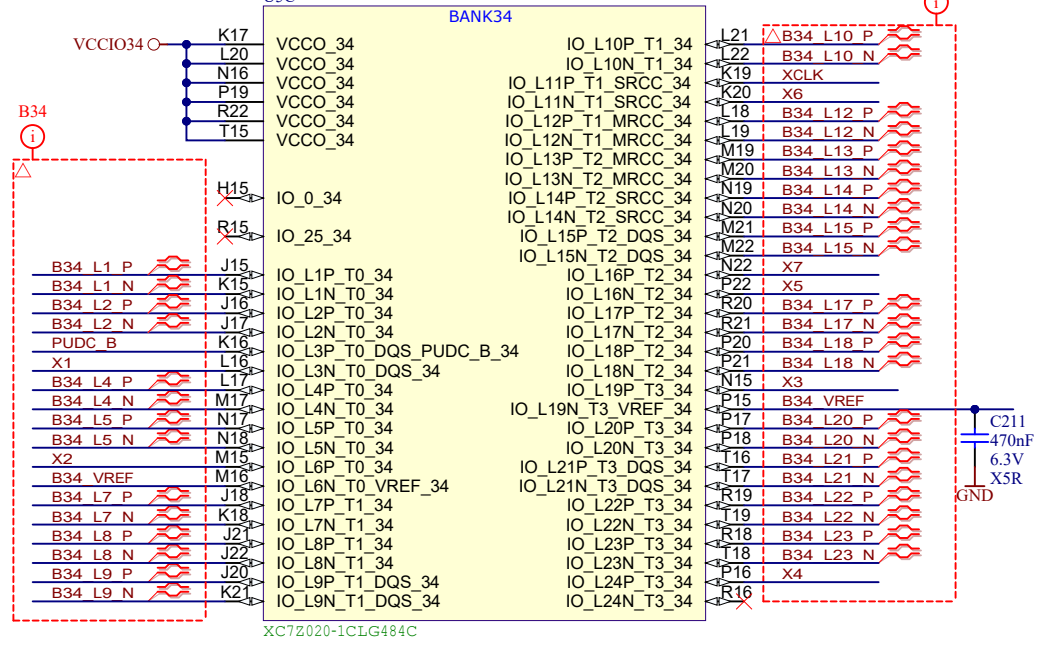 U5C
BANK34
VCCIO34
K17 VCCO_34
L20 VCCO_34
N16 VCCO_34
P19 VCCO_34
R22 VCCO_34
T15 VCCO_34
B34
i
H15 IO_0_34
R15 IO_25_34
B34_L1_P J15 IO_L1P_T0_34
B34_L1_N K15 IO_L1N_T0_34
B34_L2_P J16 IO_L2P_T0_34
B34_L2_N J17 IO_L2N_T0_34
PUDC_B K16 IO_L3P_T0_DQS_PUDC_B_34
X1 L16 IO_L3N_T0_DQS_34
B34_L4_P L17 IO_L4P_T0_34
B34_L4_N M17 IO_L4N_T0_34
B34_L5_P N17 IO_L5P_T0_34
B34_L5_N N18 IO_L5N_T0_34
X2 M15 IO_L6P_T0_34
B34_VREF M16 IO_L6N_T0_VREF_34
B34_L7_P J18 IO_L7P_T1_34
B34_L7_N K18 IO_L7N_T1_34
B34_L8_P J21 IO_L8P_T1_34
B34_L8_N J22 IO_L8N_T1_34
B34_L9_P J20 IO_L9P_T1_DQS_34
B34_L9_N K21 IO_L9N_T1_DQS_34
i
IO_L10P_T1_34 L21 B34_L10_P
IO_L10N_T1_34 L22 B34_L10_N
IO_L11P_T1_SRCC_34 K19 XCLK
IO_L11N_T1_SRCC_34 K20 X6
IO_L12P_T1_MRCC_34 L18 B34_L12_P
IO_L12N_T1_MRCC_34 L19 B34_L12_N
IO_L13P_T2_MRCC_34 M19 B34_L13_P
IO_L13N_T2_MRCC_34 M20 B34_L13_N
IO_L14P_T2_SRCC_34 N19 B34_L14_P
IO_L14N_T2_SRCC_34 N20 B34_L14_N
IO_L15P_T2_DQS_34 M21 B34_L15_P
IO_L15N_T2_DQS_34 M22 B34_L15_N
IO_L16P_T2_34 N22 X7
IO_L16N_T2_34 P22 X5
IO_L17P_T2_34 R20 B34_L17_P
IO_L17N_T2_34 R21 B34_L17_N
IO_L18P_T2_34 P20 B34_L18_P
IO_L18N_T2_34 P21 B34_L18_N
IO_L19P_T3_34 N15 X3
IO_L19N_T3_VREF_34 P15 B34_VREF
IO_L20P_T3_34 P17 B34_L20_P
IO_L20N_T3_34 P18 B34_L20_N
IO_L21P_T3_DQS_34 T16 B34_L21_P
IO_L21N_T3_DQS_34 T17 B34_L21_N
IO_L22P_T3_34 R19 B34_L22_P
IO_L22N_T3_34 T19 B34_L22_N
IO_L23P_T3_34 R18 B34_L23_P
IO_L23N_T3_34 T18 B34_L23_N
IO_L24P_T3_34 P16 X4
IO_L24N_T3_34 R16
C211
470nF
6.3V
X5R
GND
XC7Z020-1CLG484C